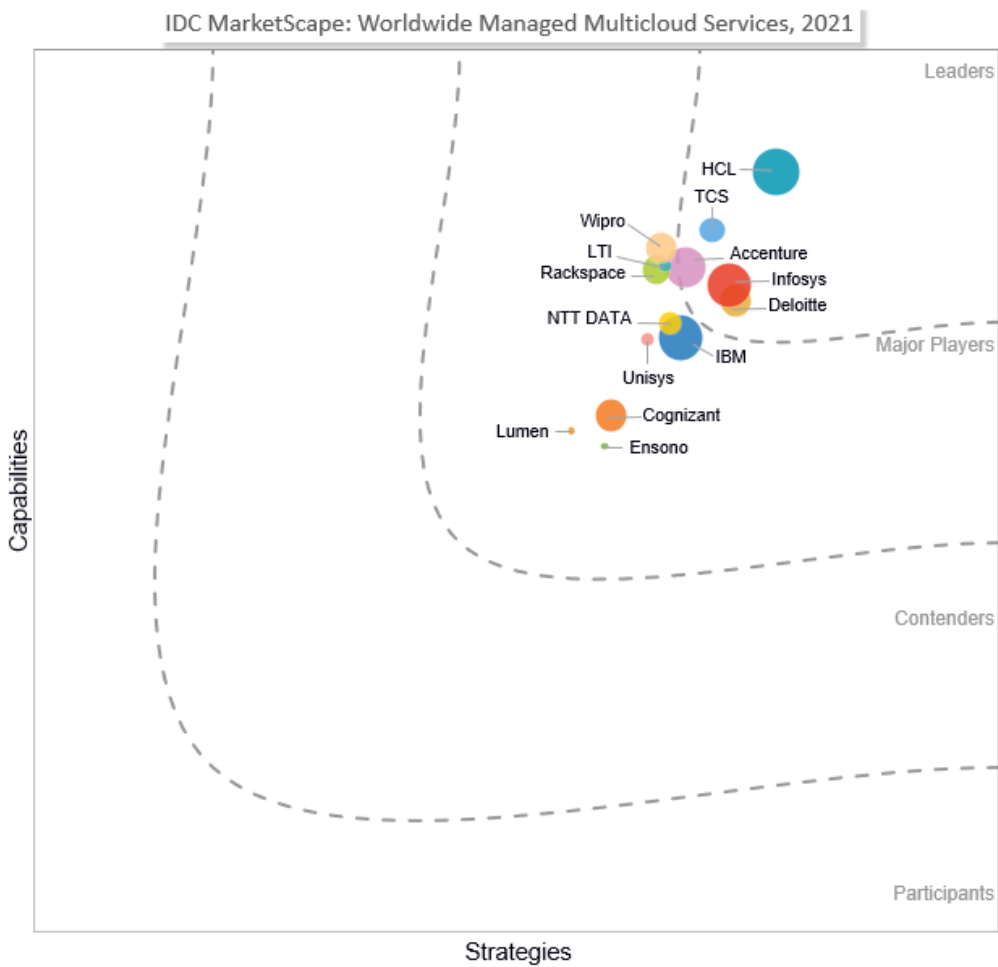 IDC MarketScape: Worldwide Managed Multicloud Services, 2021
Leaders
HCL
TCS
Wipro
LTI
Accenture
Rackspace
Infosys
Deloitte
NTT DATA
Major Players
IBM
Unisys
Cognizant
Lumen
Ensono
Capabilities
Contenders
Participants
Strategies